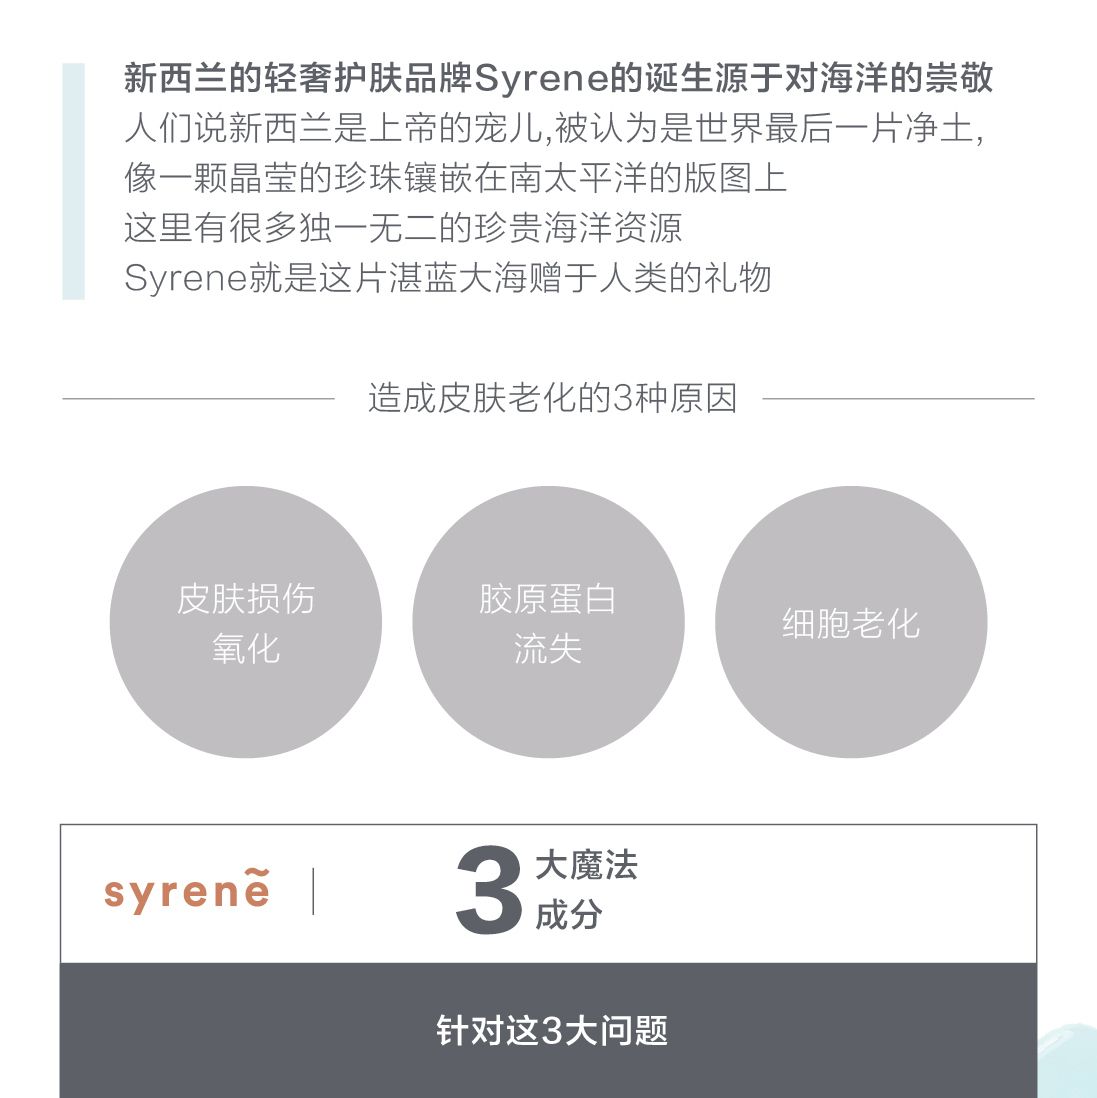 新西兰的轻奢护肤品牌Syrene的诞生源于对海洋的崇敬
人们说新西兰是上帝的宠儿,被认为是世界最后一片净土,
像一颗晶莹的珍珠镶嵌在南太平洋的版图上
这里有很多独一无二的珍贵海洋资源
Syrene就是这片湛蓝大海赠于人类的礼物
造成皮肤老化的3种原因
皮肤损伤
氧化
胶原蛋白
流失
细胞老化
syrenẽ
3大魔法
成分
针对这3大问题